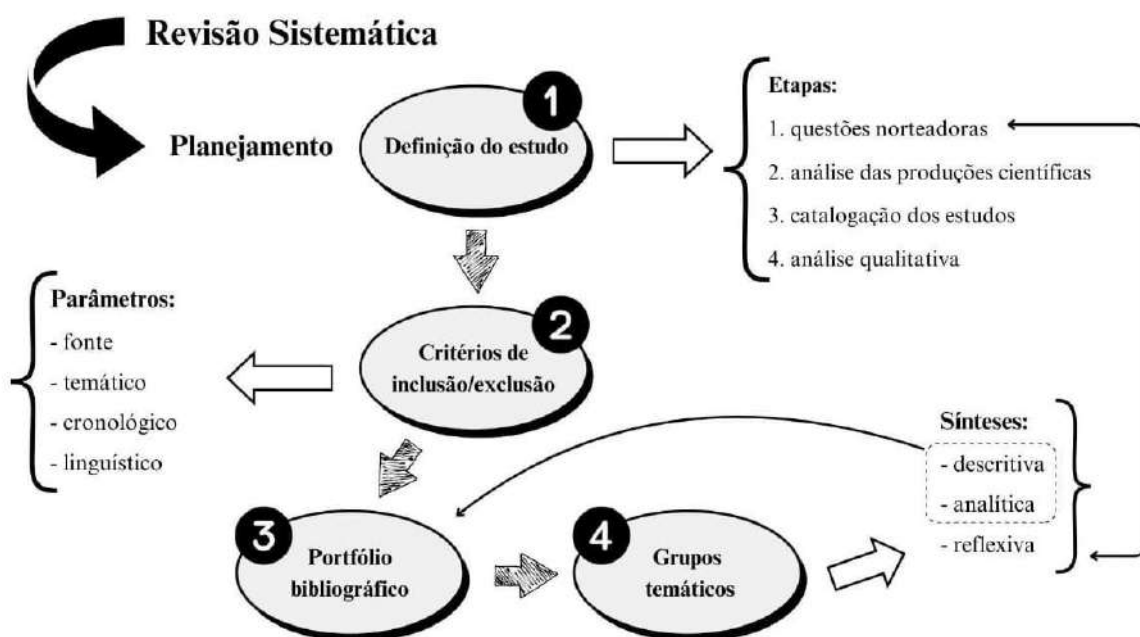 Revisão Sistemática
Planejamento
1
Definição do estudo
Etapas:
1. questões norteadoras
2. análise das produções científicas
3. catalogação dos estudos
4. análise qualitativa
2
Critérios de
inclusão/exclusão
Parâmetros:
- fonte
- temático
- cronológico
- linguístico
3
Portfólio
bibliográfico
4
Grupos
temáticos
Sínteses:
- descritiva
- analítica
- reflexiva